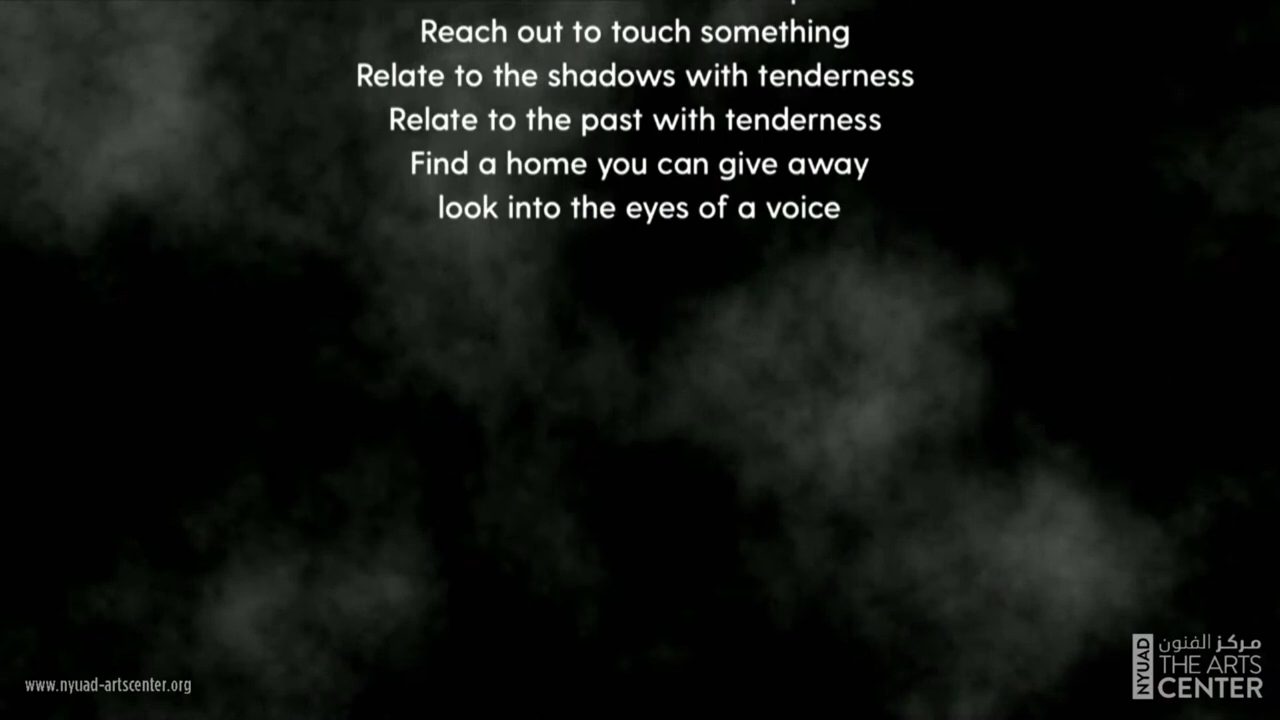 Reach out to touch something
Relate to the shadows with tenderness
Relate to the past with tenderness
Find a home you can give away
look into the eyes of a voice
www.nyuad-artscenter.org
NYUAD
مركز الفنون
THE ARTS
CENTER